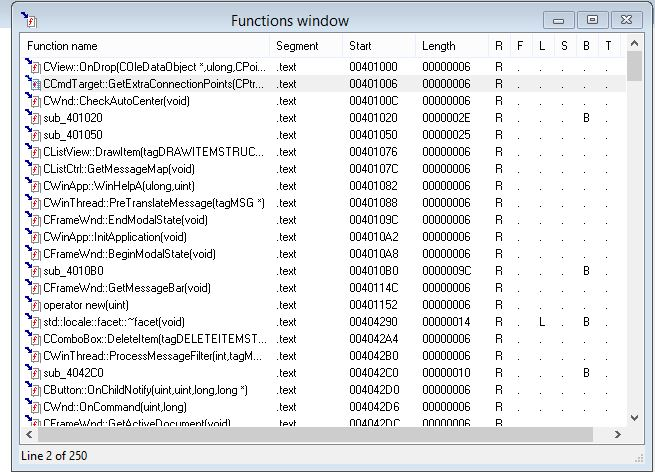 Functions window
Function name Segment Start Length R F L S B T
CView::OnDrop(COleDataObject *,ulong,CPoi... .text 00401000 00000006 R . . . . .
CCmdTarget::GetExtraConnectionPoints(CPtr... .text 00401006 00000006 R . . . . .
CWnd::CheckAutoCenter(void) .text 0040100C 00000006 R . . . . .
sub_401020 .text 00401020 0000002E R . . . B .
sub_401050 .text 00401050 00000025 R . . . . .
CListView::DrawItem(tagDRAWITEMSTRUC... .text 00401076 00000006 R . . . . .
CListCtrl::GetMessageMap(void) .text 0040107C 00000006 R . . . . .
CWinApp::WinHelpA(ulong,uint) .text 00401082 00000006 R . . . . .
CWinThread::PreTranslateMessage(tagMSG *) .text 00401088 00000006 R . . . . .
CFrameWnd::EndModalState(void) .text 0040109C 00000006 R . . . . .
CWinApp::InitApplication(void) .text 004010A2 00000006 R . . . . .
CFrameWnd::BeginModalState(void) .text 004010A8 00000006 R . . . . .
sub_4010B0 .text 004010B0 0000009C R . . . B .
CFrameWnd::GetMessageBar(void) .text 0040114C 00000006 R . . . . .
operator new(uint) .text 00401152 00000006 R . . . . .
std::locale::facet::~facet(void) .text 00404290 00000014 R . L . B .
CComboBox::DeleteItem(tagDELETEITEMST... .text 004042A4 00000006 R . . . . .
CWinThread::ProcessMessageFilter(int,tagM... .text 004042B0 00000006 R . . . . .
sub_4042C0 .text 004042C0 00000010 R . . . B .
CButton::OnChildNotify(uint,uint,long,long *) .text 004042D0 00000006 R . . . . .
CWnd::OnCommand(uint,long) .text 004042D6 00000006 R . . . . .
CFrameWnd::GetActiveDocument(void) .text 004042DC 00000006 R . . . . .
Line 2 of 250